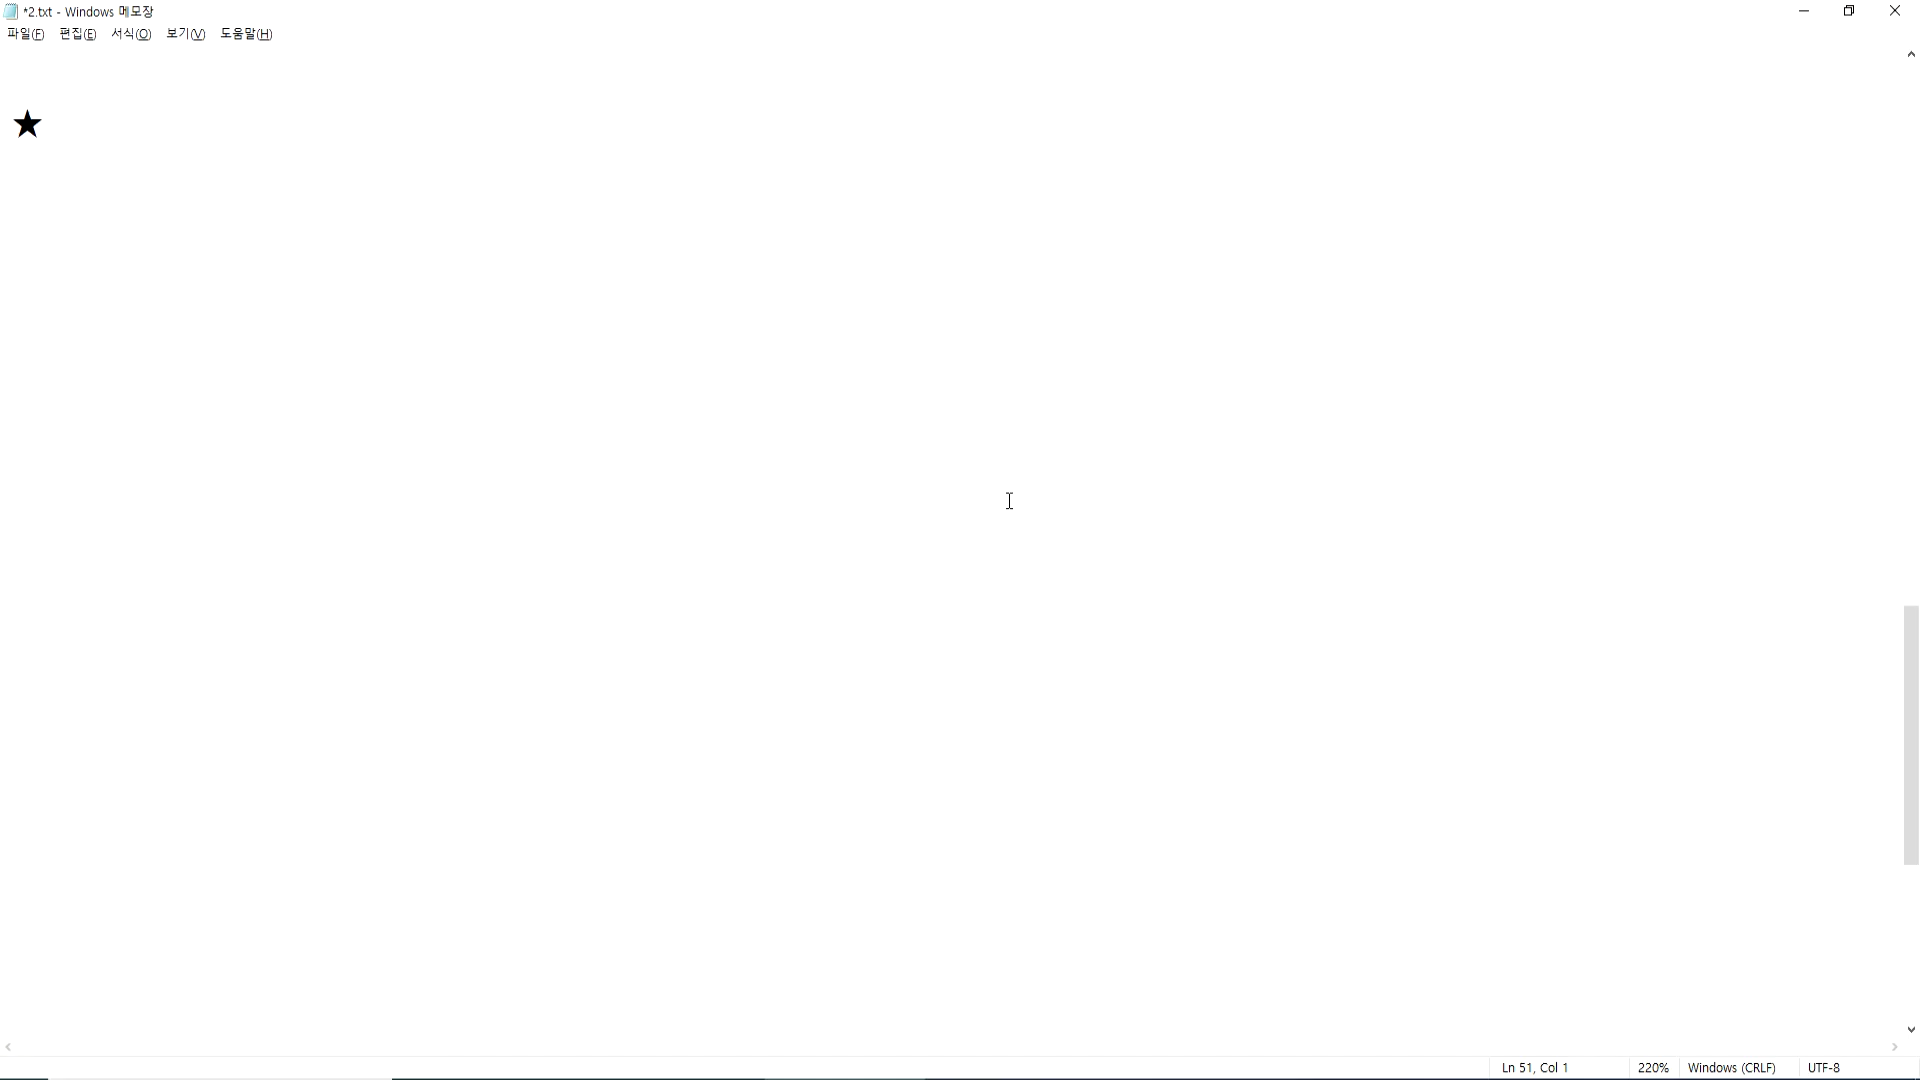 *2.txt - Windows 메모장
파일(F) 편집(E) 서식(O) 보기(V) 도움말(H)
★
Ln 51, Col 1 220% Windows (CRLF) UTF-8